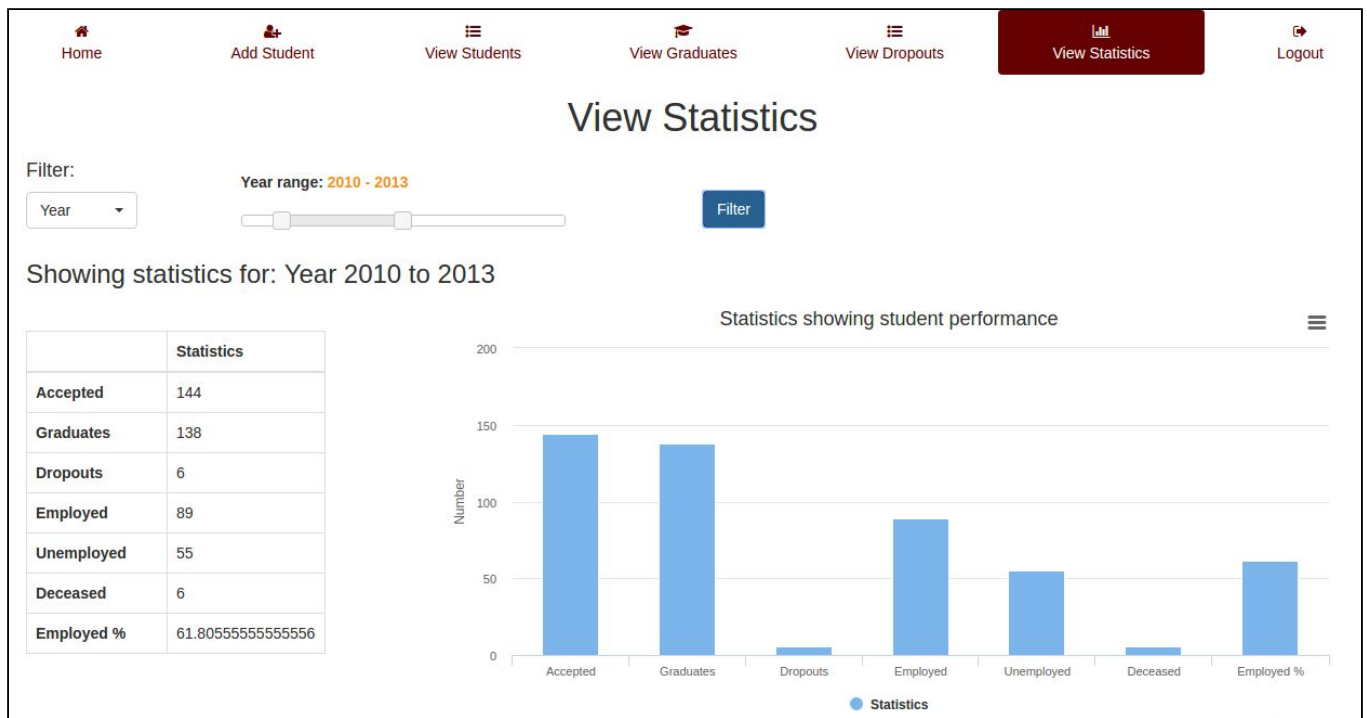 Home Add Student View Students View Graduates View Dropouts View Statistics Logout
View Statistics
Filter:
Year range: 2010 - 2013
Year
Filter
Showing statistics for: Year 2010 to 2013
Statistics
Accepted 144
Graduates 138
Dropouts 6
Employed 89
Unemployed 55
Deceased 6
Employed % 61.80555555555556
Statistics showing student performance
Number
200
150
100
50
0
Accepted Graduates Dropouts Employed Unemployed Deceased Employed %
Statistics